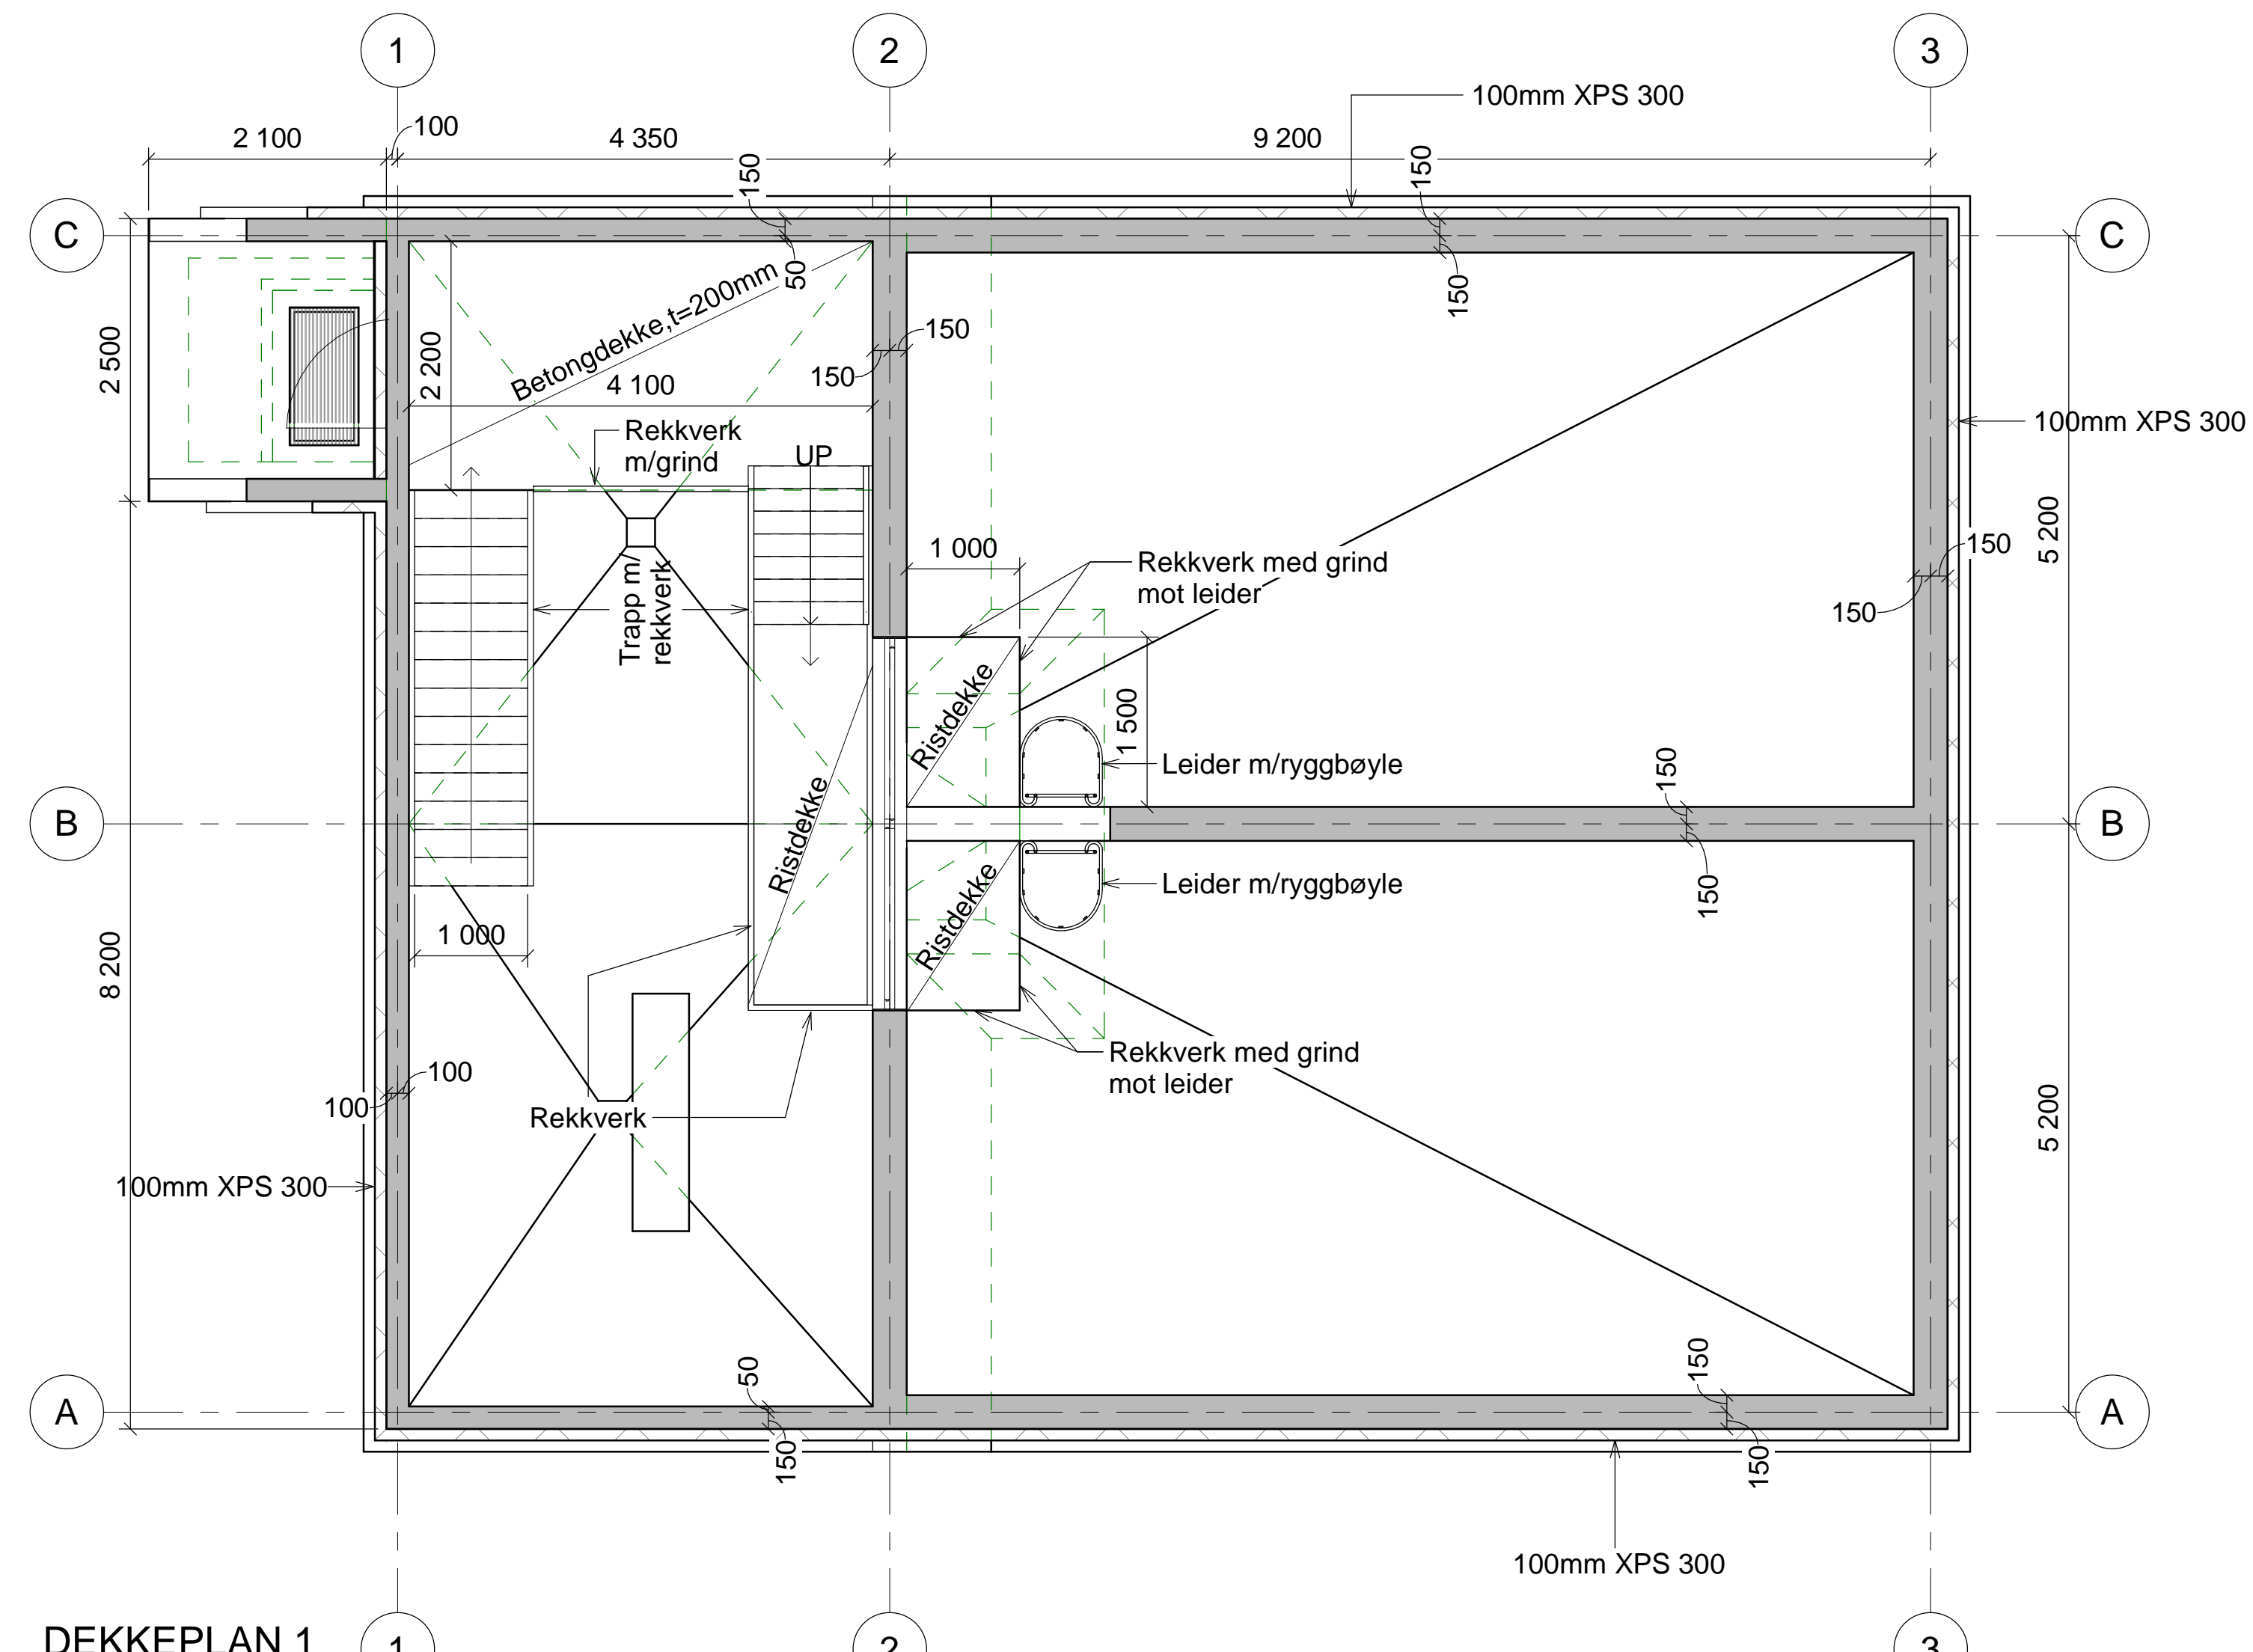 1
2
3
100mm XPS 300
2 100
100
4 350
9 200
150
150
C
C
50
150
Betongdekke,t=200mm
2 500
2 200
150
150
4 100
100mm XPS 300
Rekkverk
m/grind
UP
5 200
150
150
1 000
Rekkverk med grind
mot leider
Trapp m/
rekkverk
Ristdekke
1 500
Leider m/ryggbøyle
150
B
B
Ristdekke
150
Leider m/ryggbøyle
Ristdekke
1 000
8 200
Rekkverk med grind
mot leider
100
100
Rekkverk
5 200
100mm XPS 300
50
150
A
A
150
150
100mm XPS 300
DEKKEPLAN 1
1
2
3